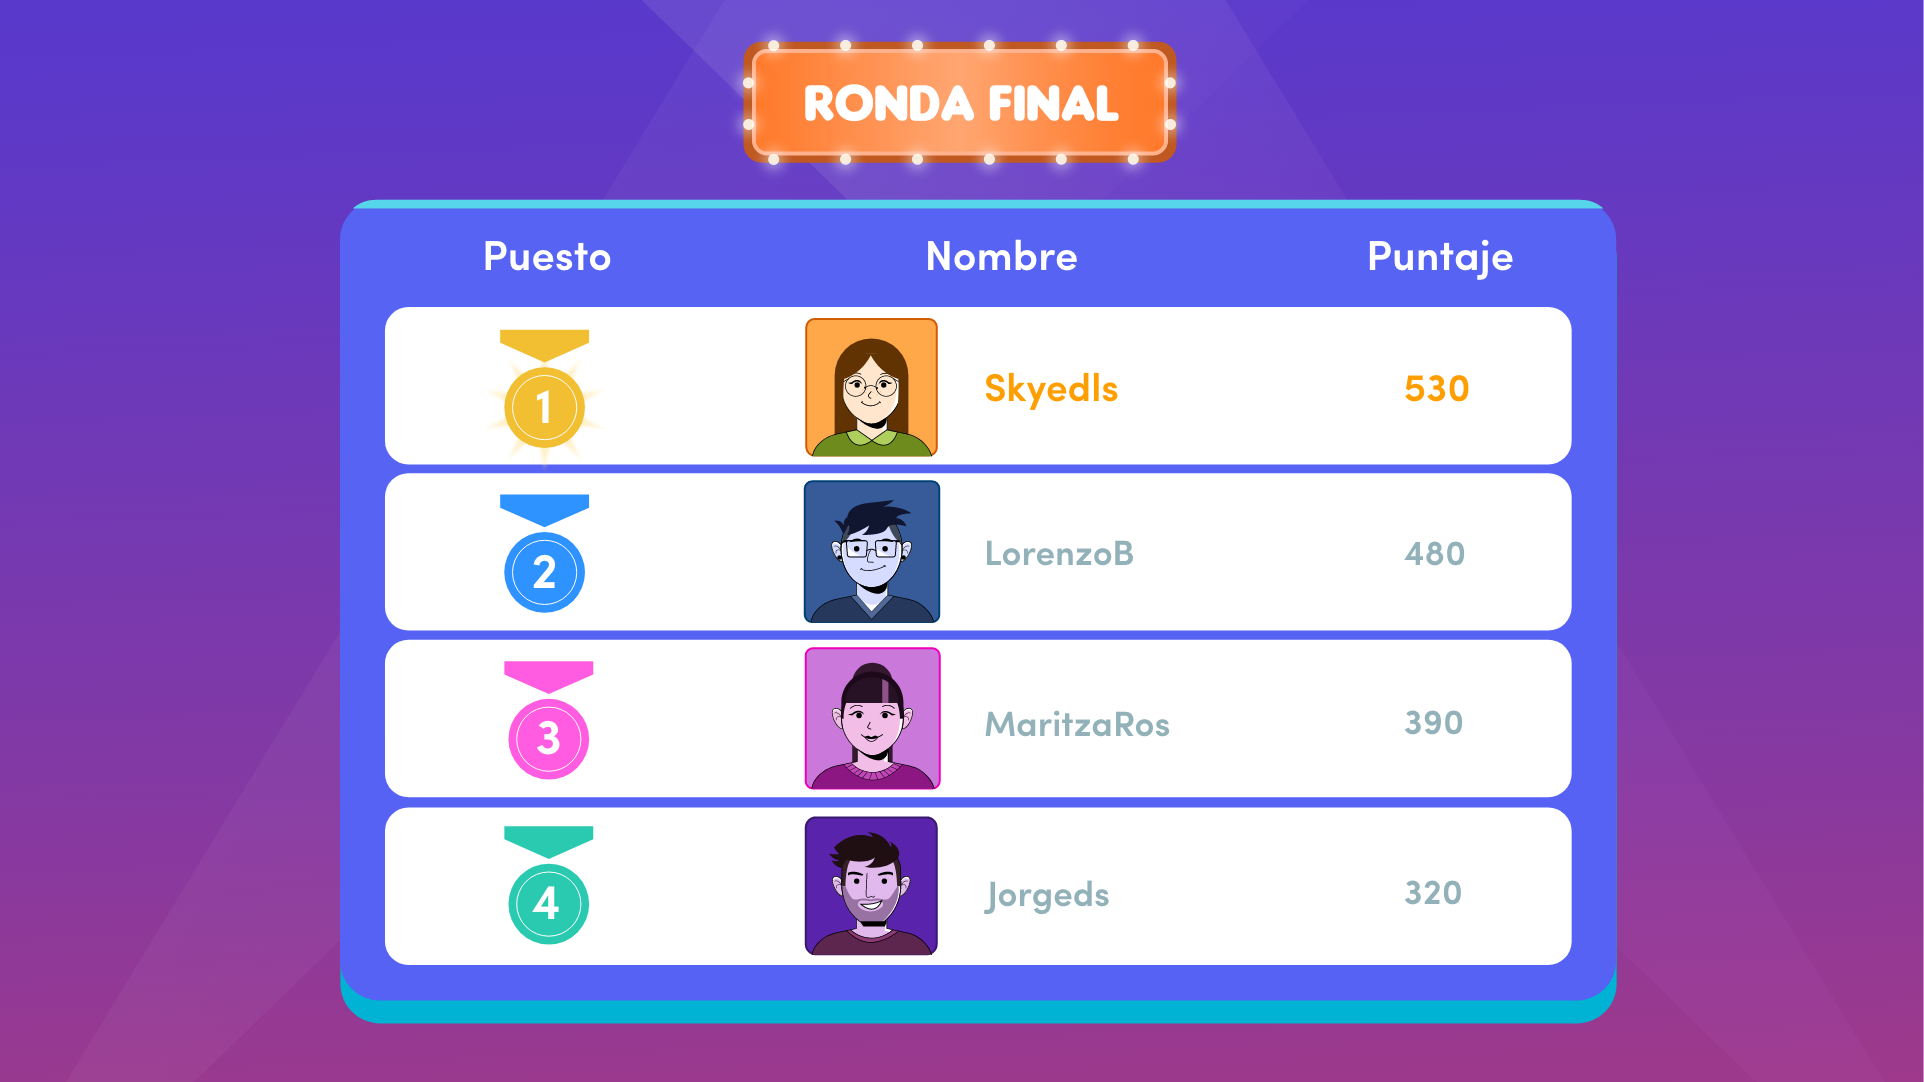 RONDA FINAL
Puesto Nombre Puntaje
1 Skyedls 530
2 LorenzoB 480
3 MaritzaRos 390
4 Jorgeds 320